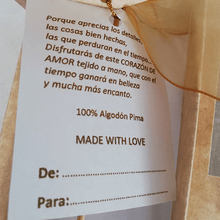 Porque aprecias los detalles,
las cosas bien hechas,
las que perduran en el tiempo...
Disfrutarás de este CORAZÓN DE
AMOR tejido a mano, que con el
tiempo ganará en belleza
y mucha más encanto.
100% Algodón Pima
MADE WITH LOVE
De: ........................
Para: ........................